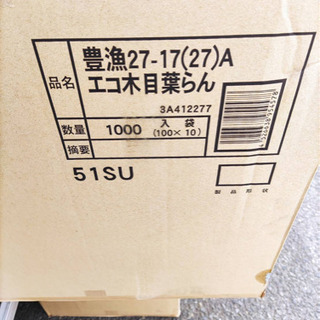 豊漁27-17(27)A
品名
エコ木目葉らん
3A412277
数量
1000 入袋
(100×10)
摘要
51SU
製品形状